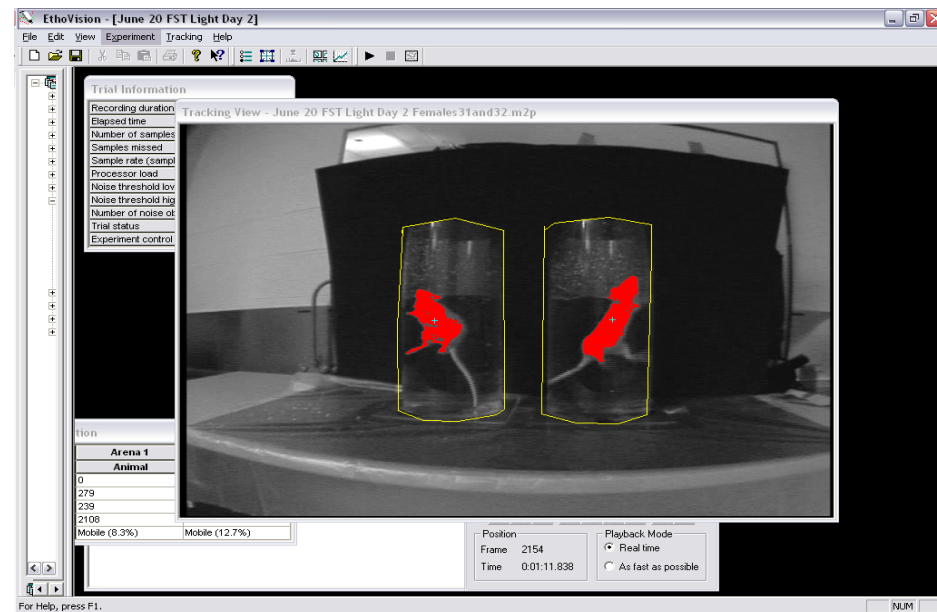 EthoVision - [June 20 FST Light Day 2]
File Edit View Experiment Tracking Help
Trial Information
Recording duration
Elapsed time
Number of samples
Samples missed
Sample rate (sampl
Processor load
Noise threshold lov
Noise threshold hig
Number of noise ob
Trial status
Experiment control
Tracking View - June 20 FST Light Day 2 Females31and32.m2p
tion
Arena 1
Animal
0
279
239
2108
Mobile (8.3%) Mobile (12.7%)
Position
Frame 2154
Time 0:01:11.838
Playback Mode
Real time
As fast as possible
For Help, press F1.
NUM